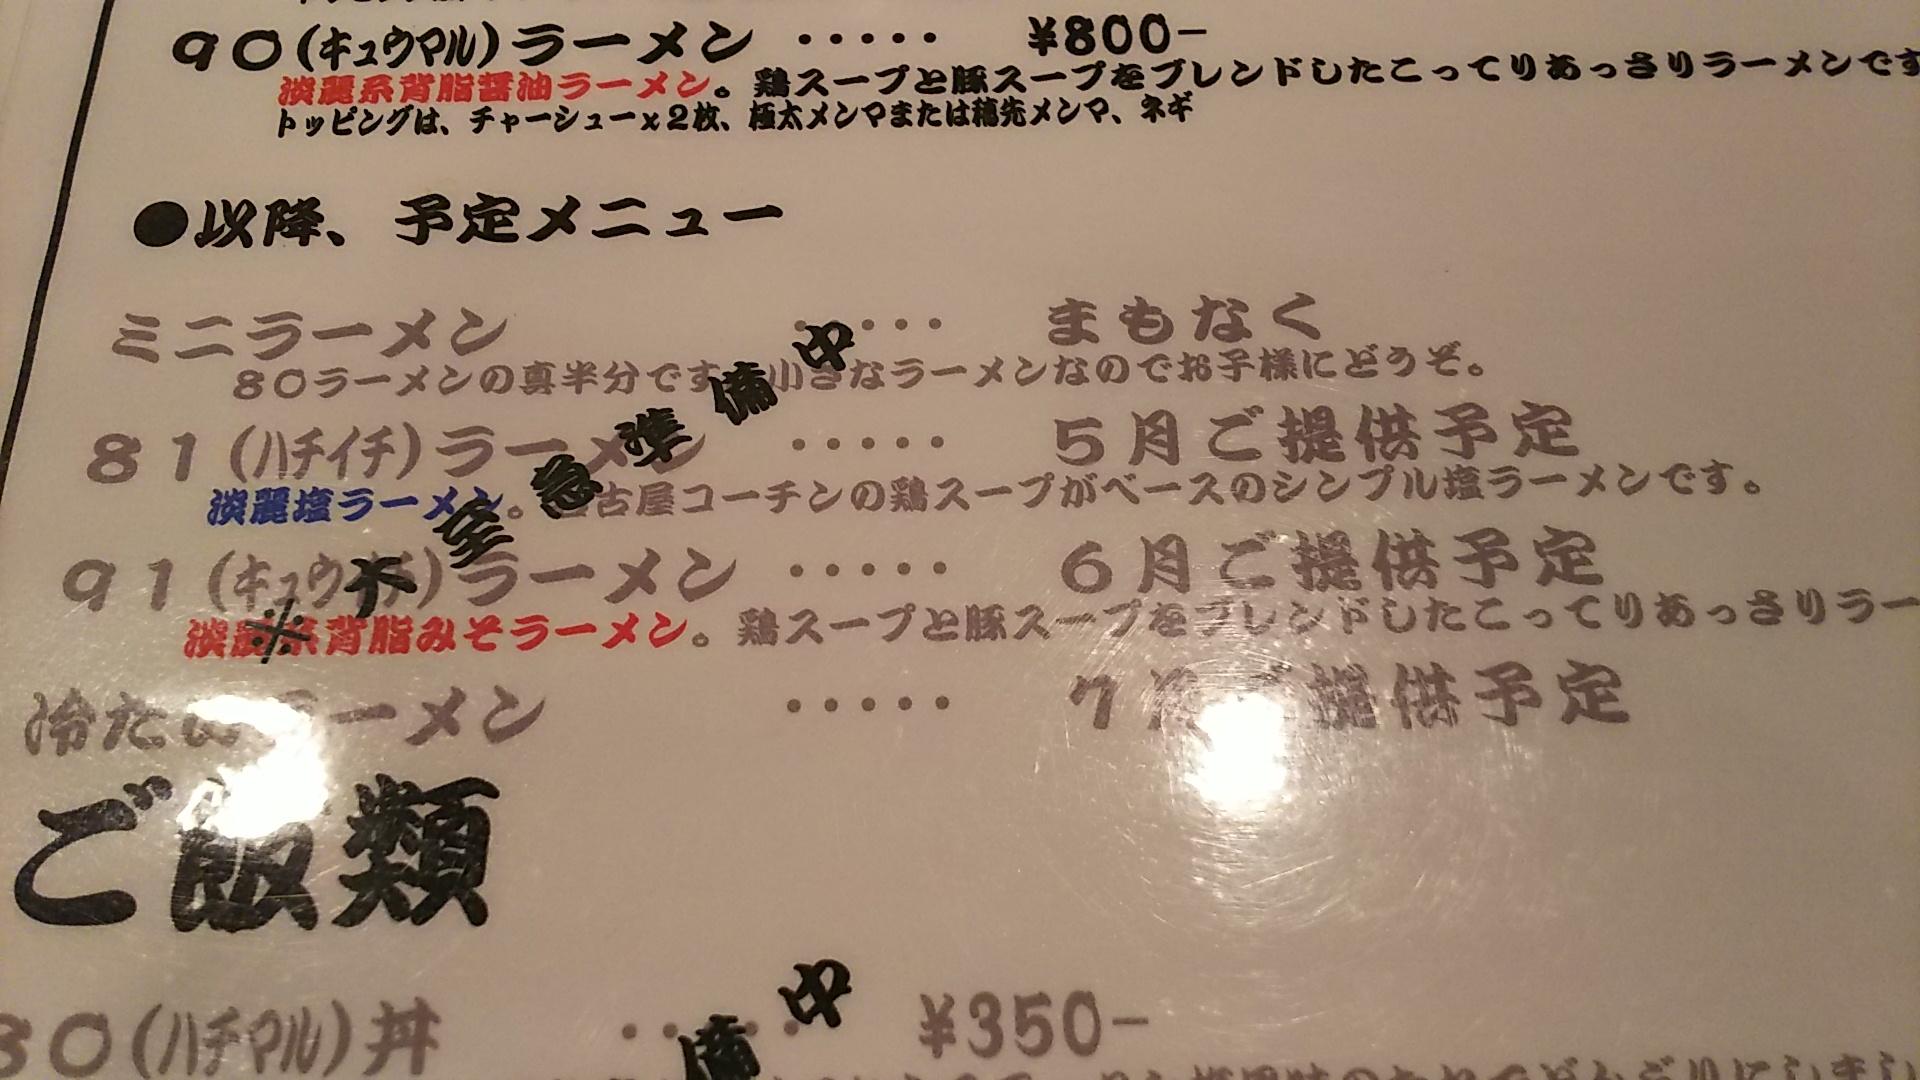 90(キュウマル)ラーメン ・・・・・ ¥800-
淡麗系背脂醤油ラーメン。鶏スープと豚スープをブレンドしたこってりあっさりラーメンです
トッピングは、チャーシューx2枚、極太メンマまたは穂先メンマ、ネギ
●以降、予定メニュー
ミニラーメン ・・・・・ まもなく
80ラーメンの真半分です 小さなラーメンなのでお子様にどうぞ。
81(ハチイチ)ラーメン ・・・・・ 5月ご提供予定
淡麗塩ラーメン。名古屋コーチンの鶏スープがベースのシンプル塩ラーメンです。
91(キュウイチ)ラーメン ・・・・・ 6月ご提供予定
淡麗系背脂みそラーメン。鶏スープと豚スープをブレンドしたこってりあっさりラー
冷たいラーメン ・・・・・ 7月ご提供予定
※大至急準備中
ご飯類
80(ハチマル)丼 ・・・・・ ¥350-
備中